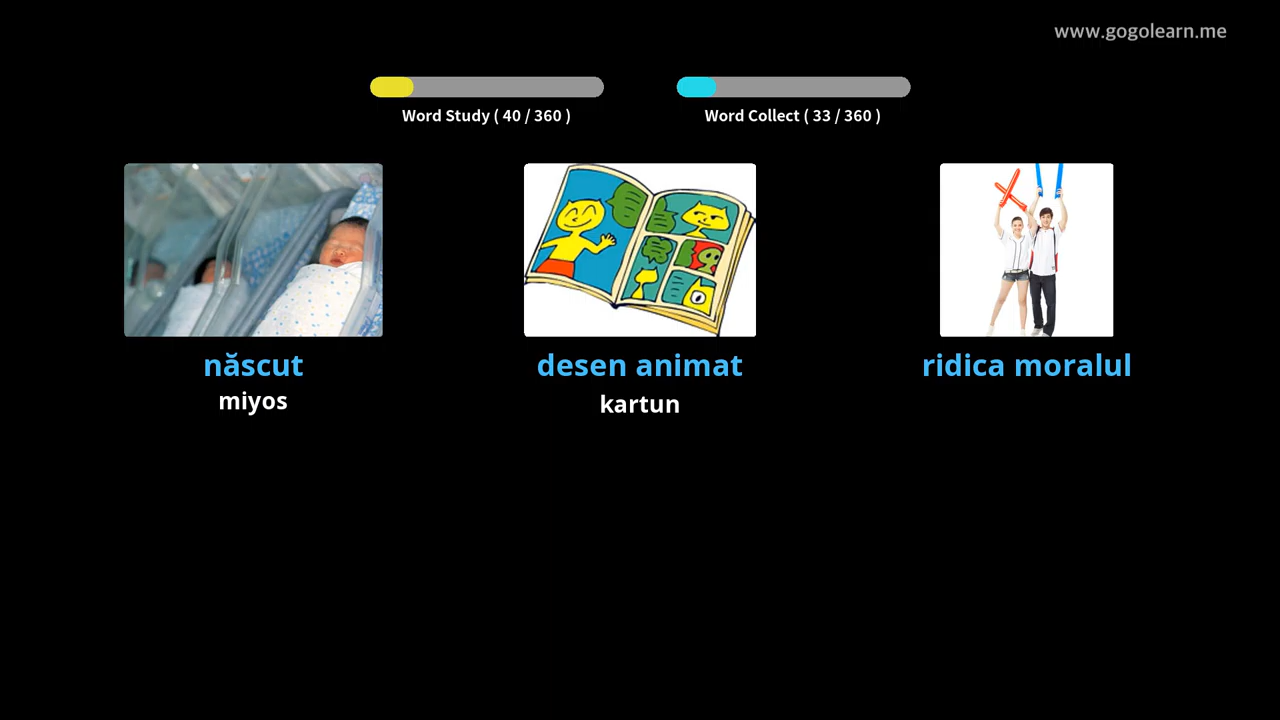 www.gogolearn.me
Word Study ( 40 / 360 )
Word Collect ( 33 / 360 )
născut
miyos
desen animat
kartun
ridica moralul